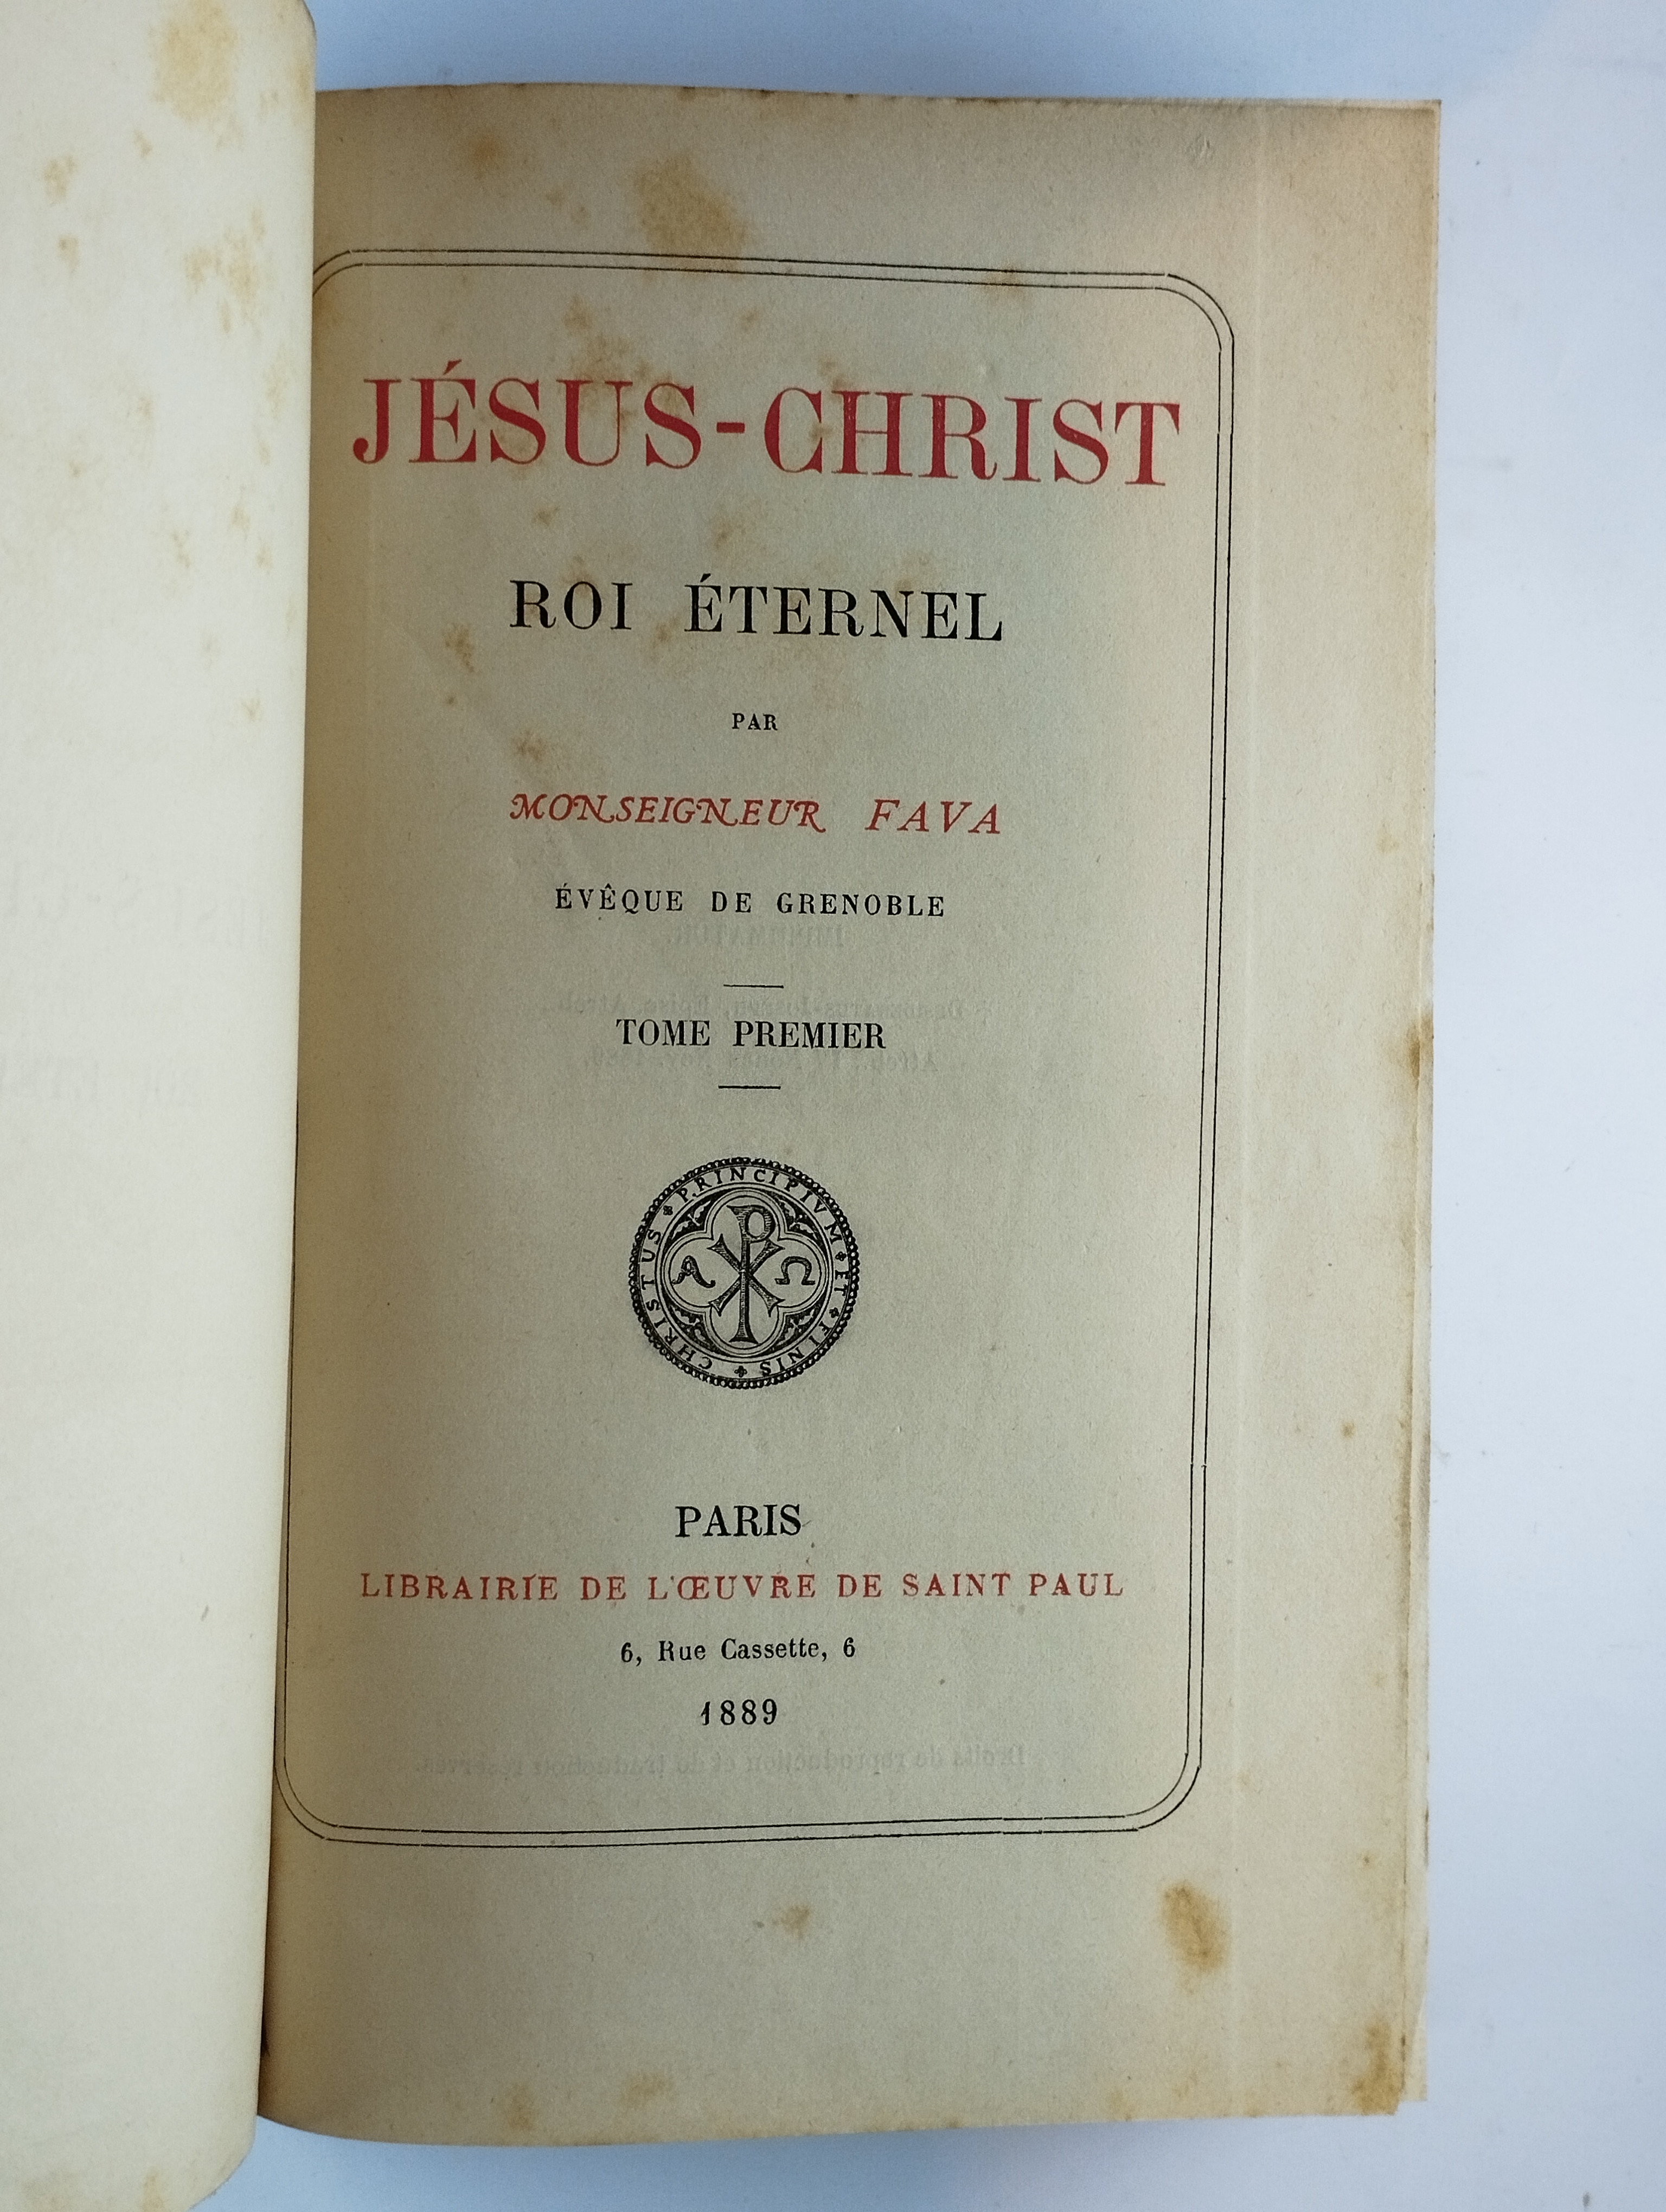 JÉSUS-CHRIST
ROI ÉTERNEL
PAR
MONSEIGNEUR FAVA
ÉVÊQUE DE GRENOBLE
TOME PREMIER
CHRISTUS PRINCIPIVM ET FINIS
Α Ω
PARIS
LIBRAIRIE DE L'ŒUVRE DE SAINT PAUL
6, Rue Cassette, 6
1889